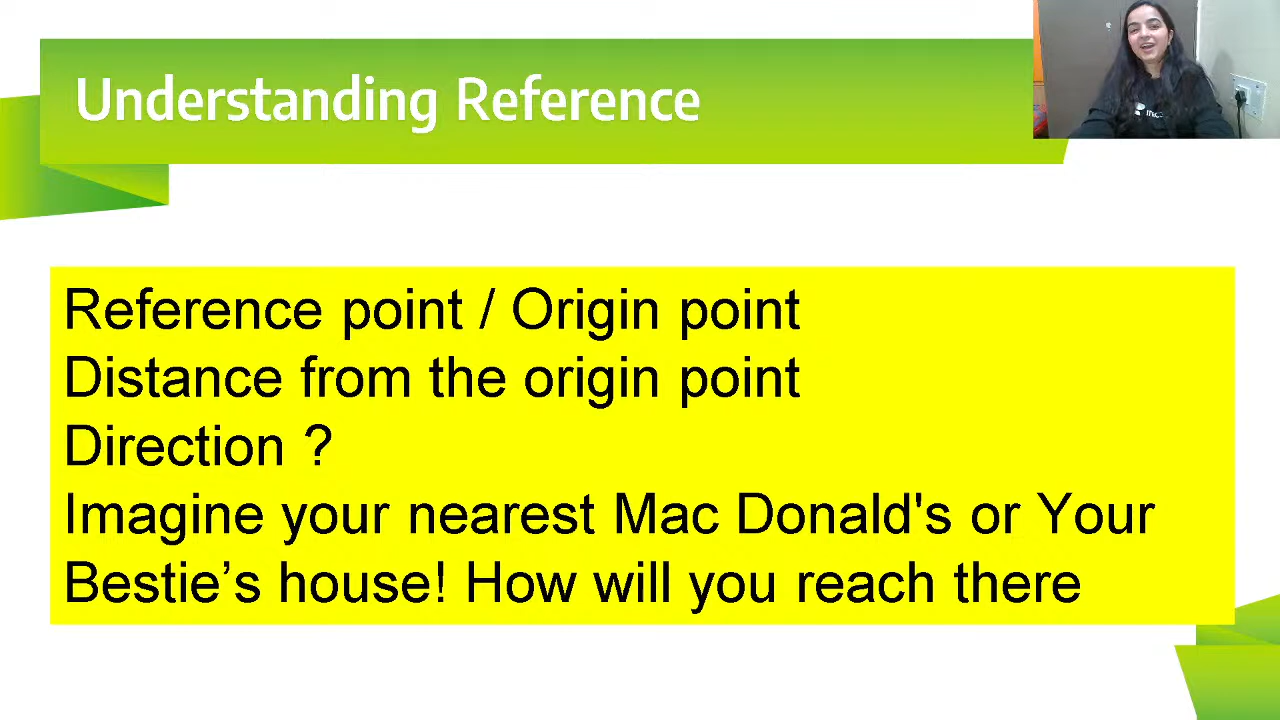 Understanding Reference
Reference point / Origin point
Distance from the origin point
Direction ?
Imagine your nearest Mac Donald's or Your
Bestie’s house! How will you reach there